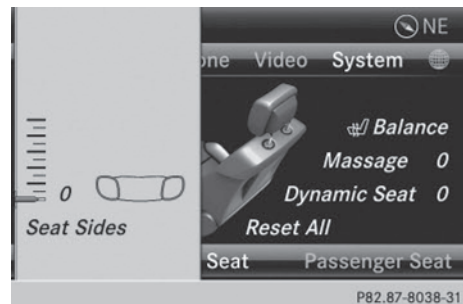 NE
one Video System
Balance
Massage 0
Dynamic Seat 0
Reset All
0
Seat Sides
Seat Passenger Seat
P82.87-8038-31